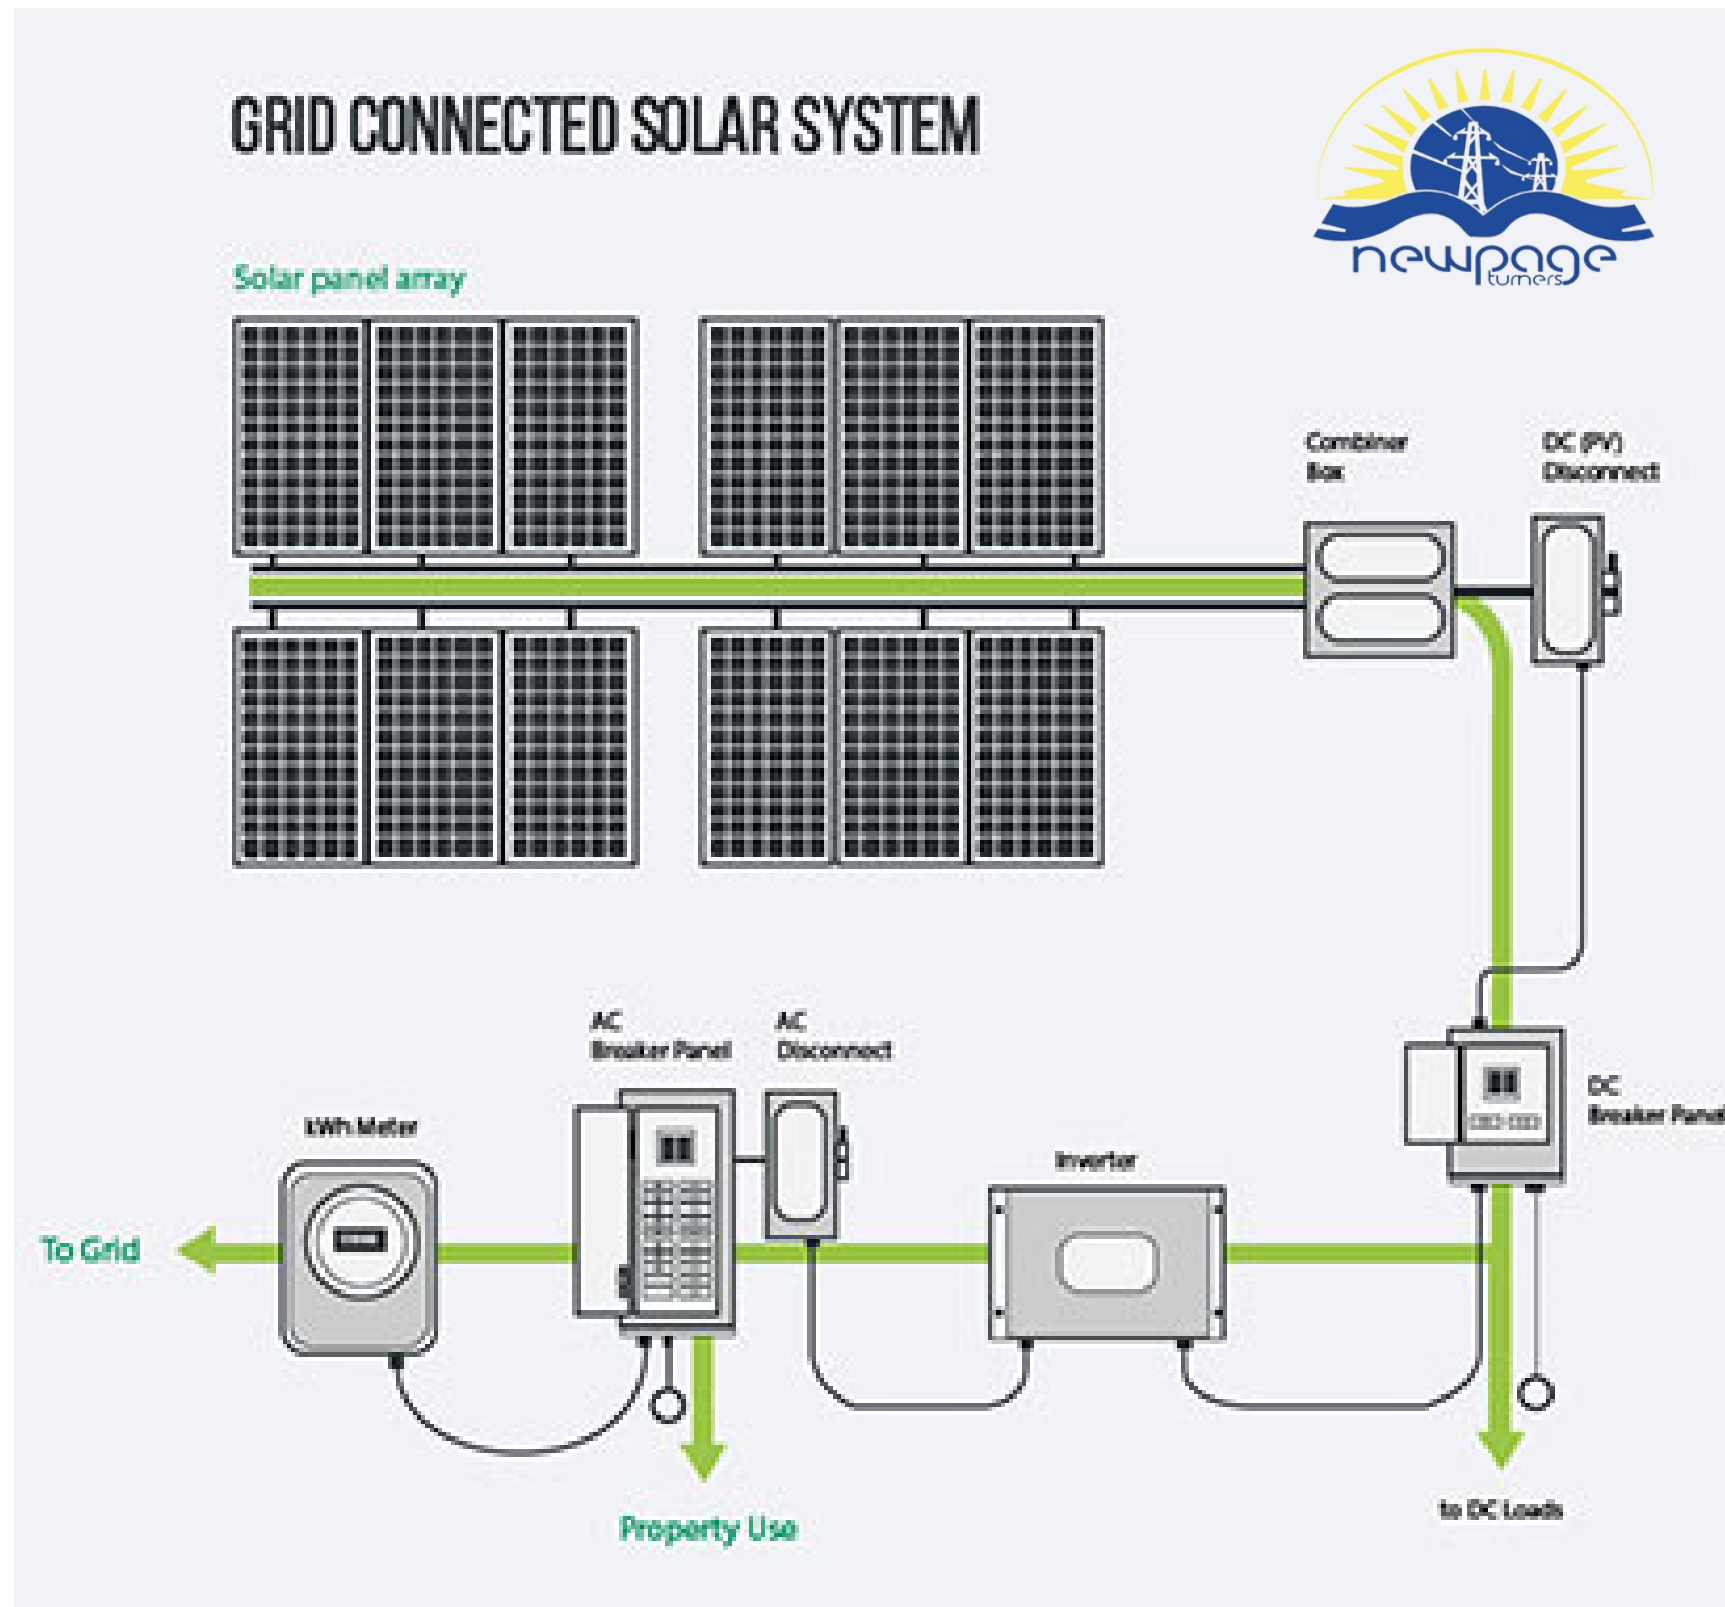 GRID CONNECTED SOLAR SYSTEM
newpage
turners
Solar panel array
Combiner
Box
DC (PV)
Disconnect
AC
Breaker Panel
AC
Disconnect
DC
Breaker Panel
kWh Meter
Inverter
To Grid
to DC Loads
Property Use